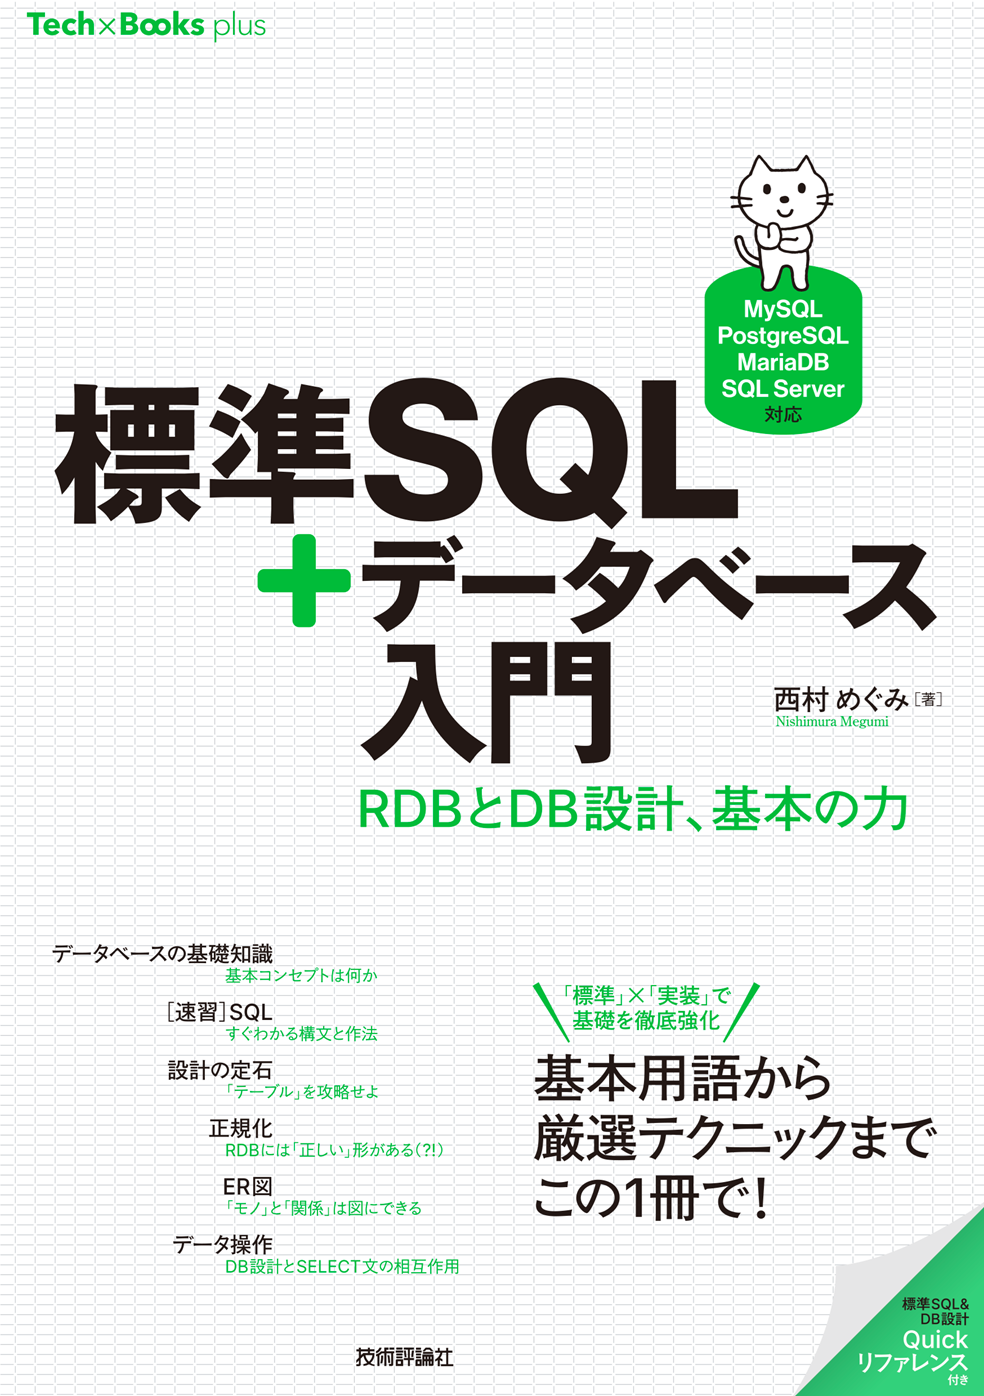 Tech×Books plus
MySQL
PostgreSQL
MariaDB
SQL Server
対応
標準SQL
+データベース
入門
西村 めぐみ［著］
Nishimura Megumi
RDBとDB設計、基本の力
データベースの基礎知識
基本コンセプトは何か
［速習］SQL
すぐわかる構文と作法
設計の定石
「テーブル」を攻略せよ
正規化
RDBには「正しい」形がある(?!)
ER図
「モノ」と「関係」は図にできる
データ操作
DB設計とSELECT文の相互作用
「標準」×「実装」で
基礎を徹底強化
基本用語から
厳選テクニックまで
この1冊で!
標準SQL&
DB設計
Quick
リファレンス
付き
技術評論社